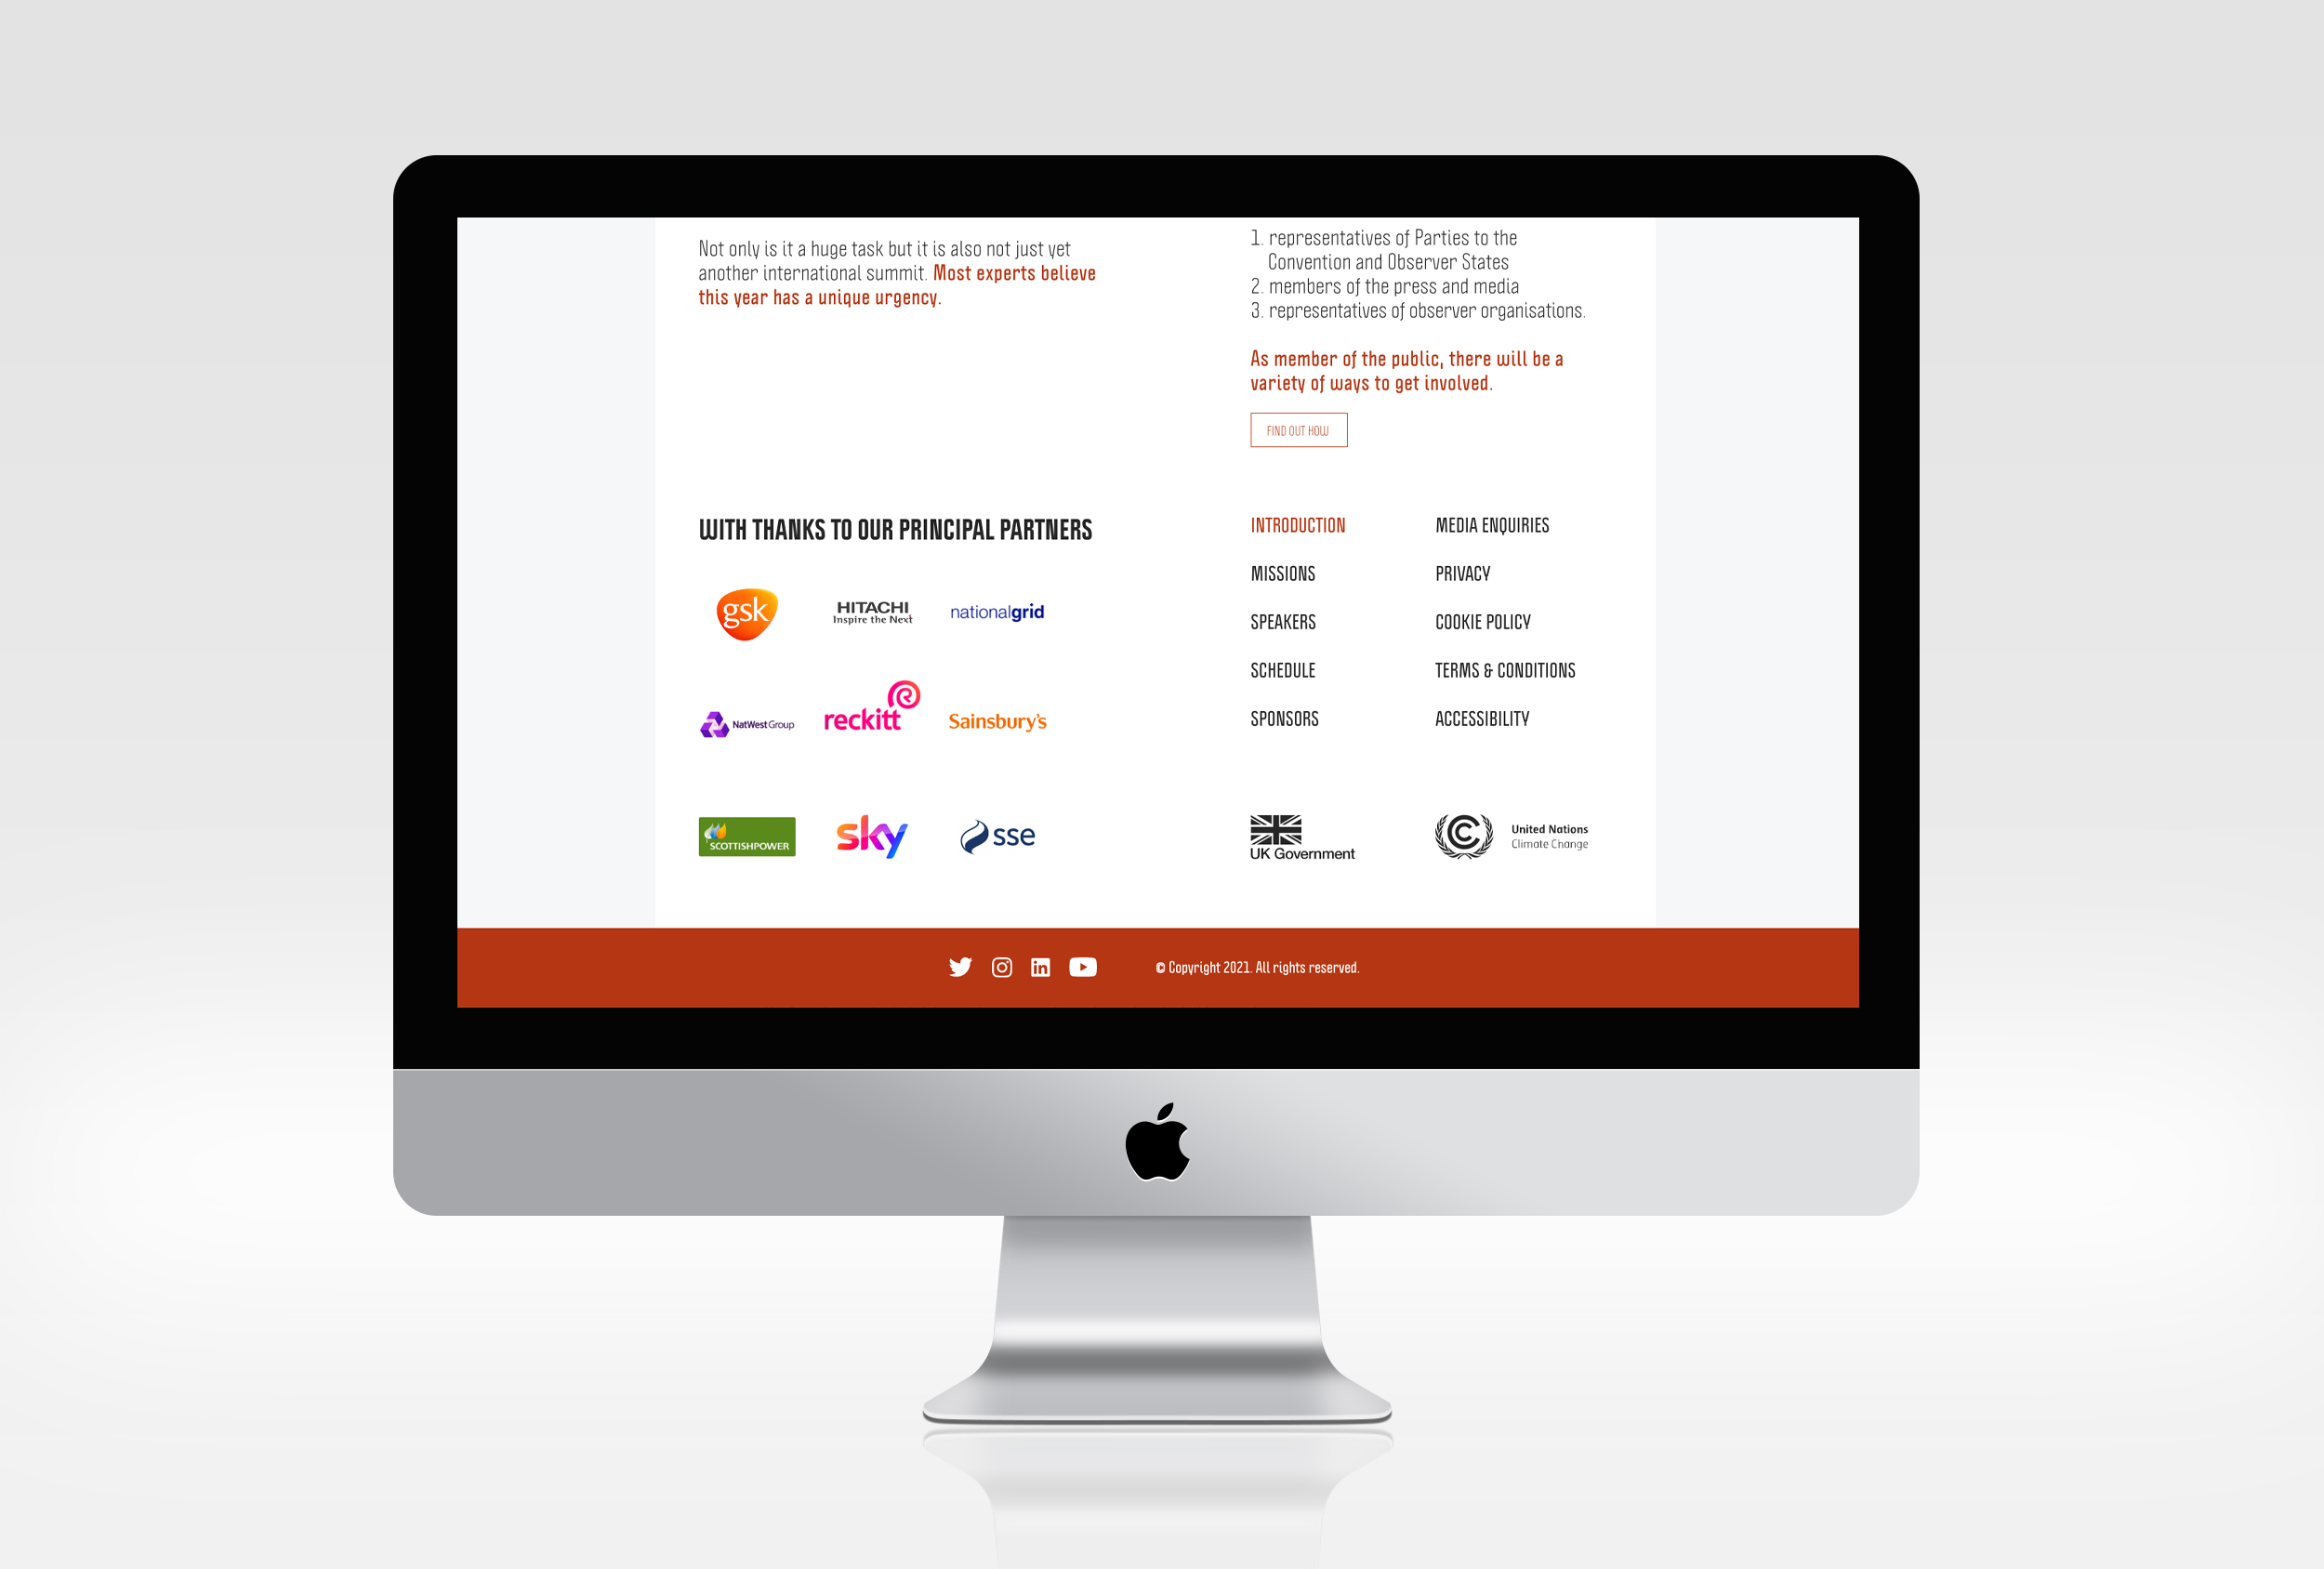 Not only is it a huge task but it is also not just yet
another international summit. Most experts believe
this year has a unique urgency.
1. representatives of Parties to the
Convention and Observer States
2. members of the press and media
3. representatives of observer organisations.
As member of the public, there will be a
variety of ways to get involved.
FIND OUT HOW
WITH THANKS TO OUR PRINCIPAL PARTNERS
gsk
HITACHI
Inspire the Next
nationalgrid
NatWest Group
reckitt
Sainsbury's
SCOTTISHPOWER
sky
sse
INTRODUCTION
MISSIONS
SPEAKERS
SCHEDULE
SPONSORS
MEDIA ENQUIRIES
PRIVACY
COOKIE POLICY
TERMS & CONDITIONS
ACCESSIBILITY
UK Government
United Nations
Climate Change
in
© Copyright 2021. All rights reserved.